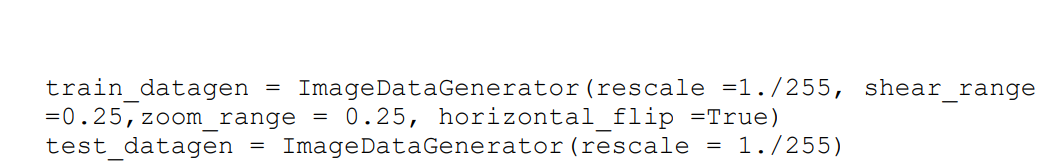 train_datagen = ImageDataGenerator(rescale =1./255, shear_range
=0.25,zoom_range = 0.25, horizontal_flip =True)
test_datagen = ImageDataGenerator(rescale = 1./255)